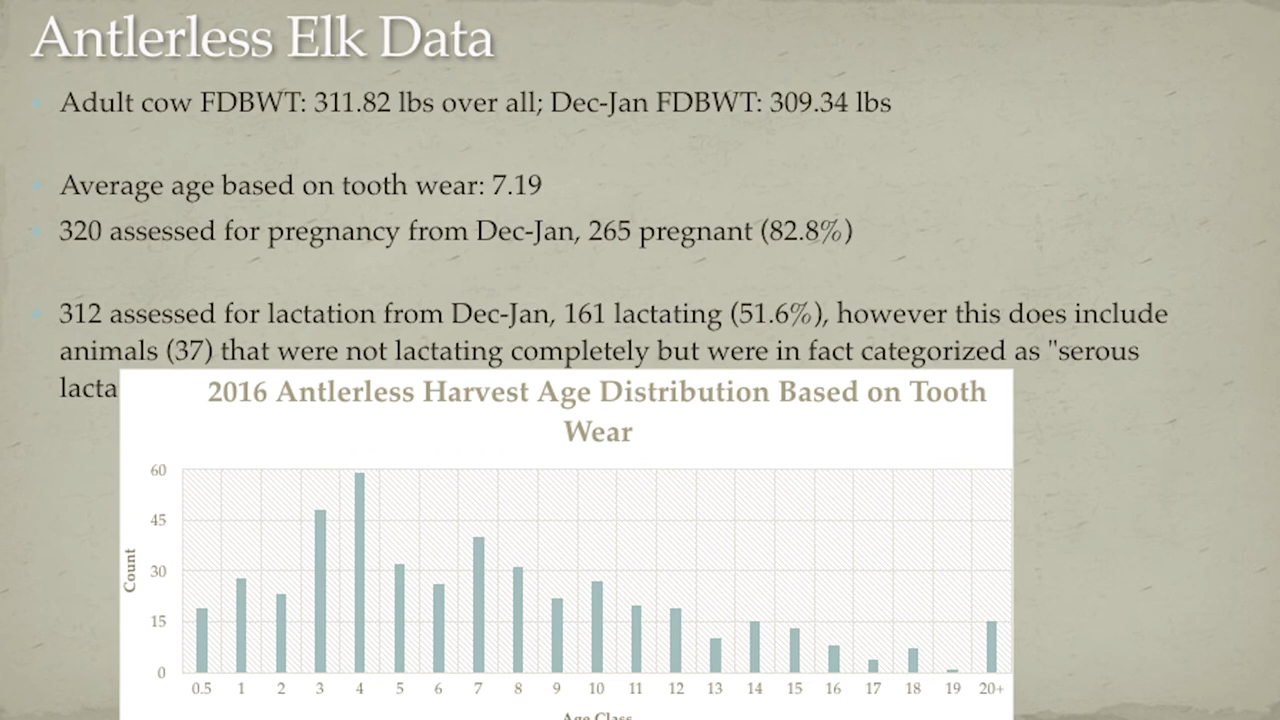 Antlerless Elk Data
Adult cow FDBWT: 311.82 lbs over all; Dec-Jan FDBWT: 309.34 lbs
Average age based on tooth wear: 7.19
320 assessed for pregnancy from Dec-Jan, 265 pregnant (82.8%)
312 assessed for lactation from Dec-Jan, 161 lactating (51.6%), however this does include
animals (37) that were not lactating completely but were in fact categorized as "serous
lacta
2016 Antlerless Harvest Age Distribution Based on Tooth
Wear
60
45
30
15
0
Count
0.5 1 2 3 4 5 6 7 8 9 10 11 12 13 14 15 16 17 18 19 20+
Age Class